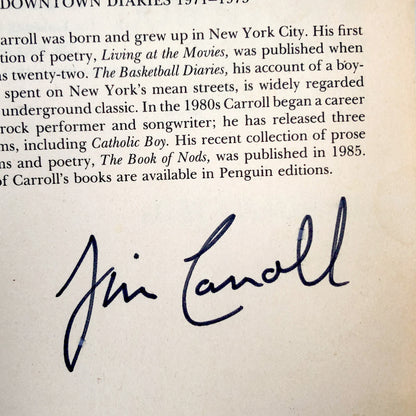 DOWNTOWN DIARIES 1971–1973
arroll was born and grew up in New York City. His first
tion of poetry, Living at the Movies, was published when
as twenty-two. The Basketball Diaries, his account of a boy-
spent on New York's mean streets, is widely regarded
underground classic. In the 1980s Carroll began a career
rock performer and songwriter; he has released three
ms, including Catholic Boy. His recent collection of prose
ms and poetry, The Book of Nods, was published in 1985.
of Carroll's books are available in Penguin editions.
Jim Carroll